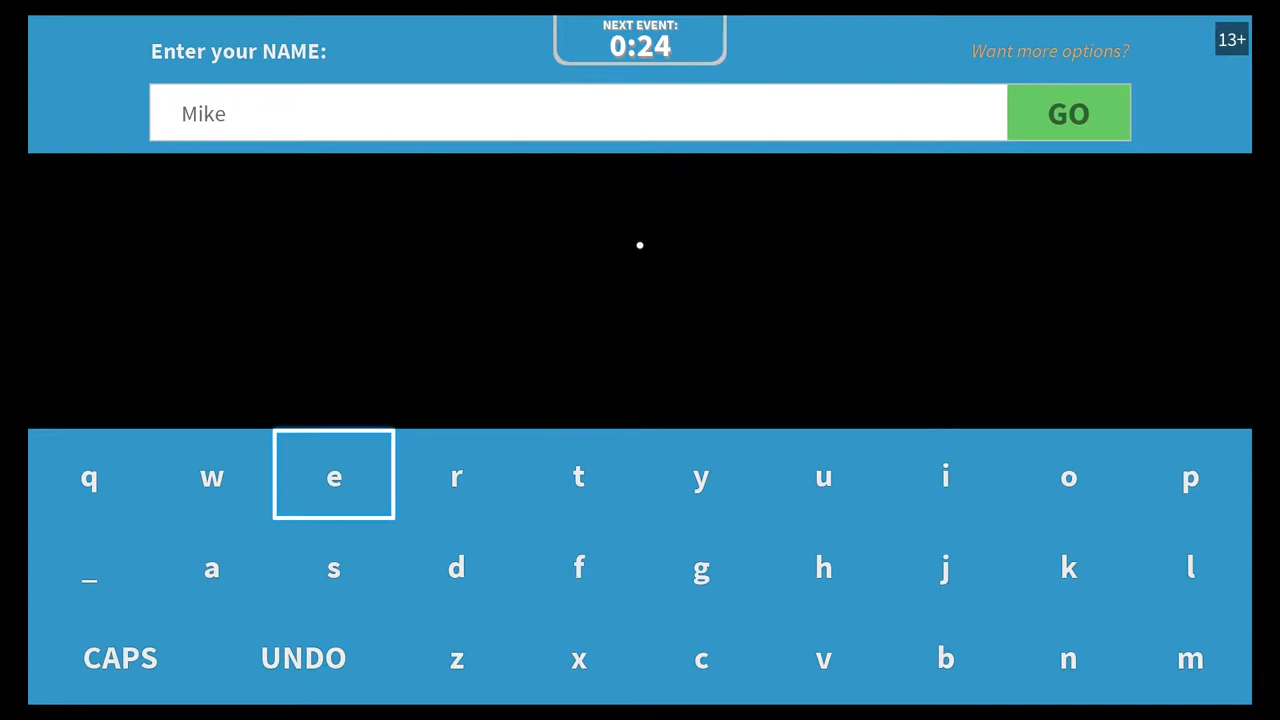 NEXT EVENT:
0:24
Enter your NAME:
Want more options?
13+
Mike
GO
q w e r t y u i o p
_ a s d f g h j k l
CAPS UNDO z x c v b n m